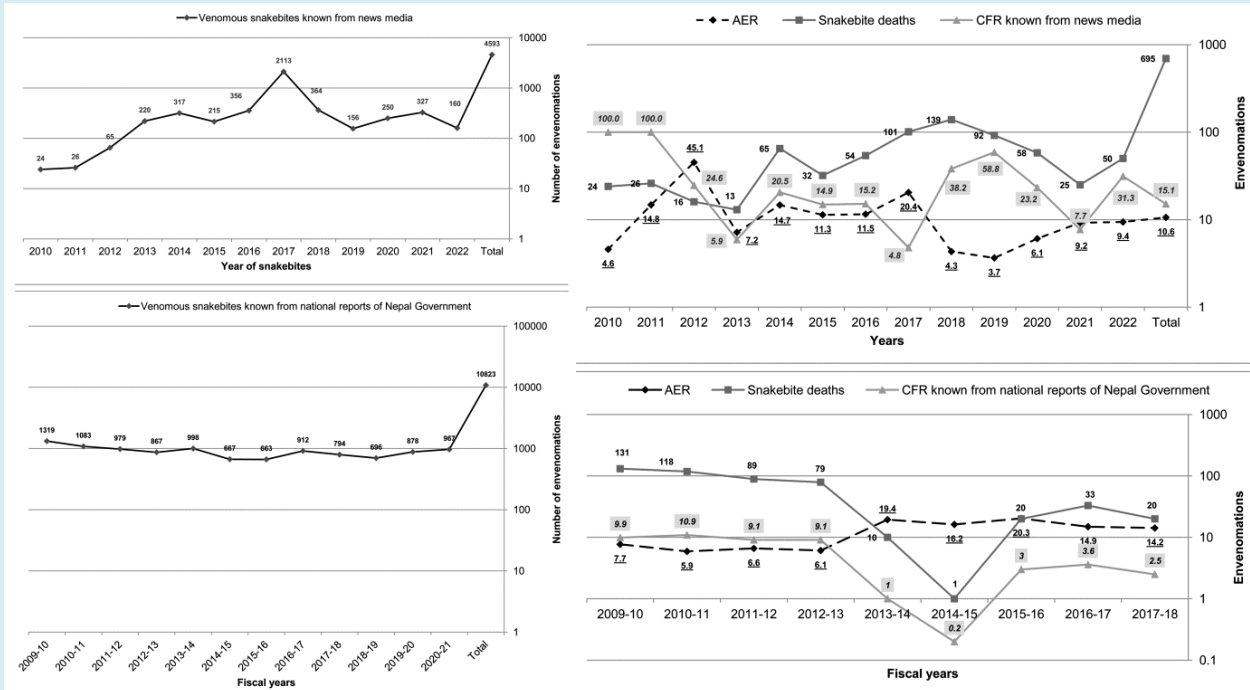 Venomous snakebites known from news media
24 26 65 220 317 215 356 2113 364 156 250 327 160 4593
10000
1000
100
10
1
Number of envenomations
2010 2011 2012 2013 2014 2015 2016 2017 2018 2019 2020 2021 2022 Total
Year of snakebites
Venomous snakebites known from national reports of Nepal Government
1319 1083 979 867 998 667 663 912 794 696 878 967 10823
100000
10000
1000
100
10
1
Number of envenomations
2009-10 2010-11 2011-12 2012-13 2013-14 2014-15 2015-16 2016-17 2017-18 2018-19 2019-20 2020-21 Total
Fiscal years
AER Snakebite deaths CFR known from news media
24 26 16 13 65 32 54 101 139 92 58 25 50 695
100.0 100.0 24.6 5.9 20.5 14.9 15.2 4.8 38.2 58.8 23.2 7.7 31.3 15.1
4.6 14.8 45.1 7.2 14.7 11.3 11.5 20.4 4.3 3.7 6.1 9.2 9.4 10.6
1000
100
10
1
Envenomations
2010 2011 2012 2013 2014 2015 2016 2017 2018 2019 2020 2021 2022 Total
Years
AER Snakebite deaths CFR known from national reports of Nepal Government
131 118 89 79 10 1 20 33 20
9.9 10.9 9.1 9.1 1 0.2 3 3.6 2.5
7.7 5.9 6.6 6.1 19.4 16.2 20.3 14.9 14.2
1000
100
10
1
0.1
Envenomations
2009-10 2010-11 2011-12 2012-13 2013-14 2014-15 2015-16 2016-17 2017-18
Fiscal years